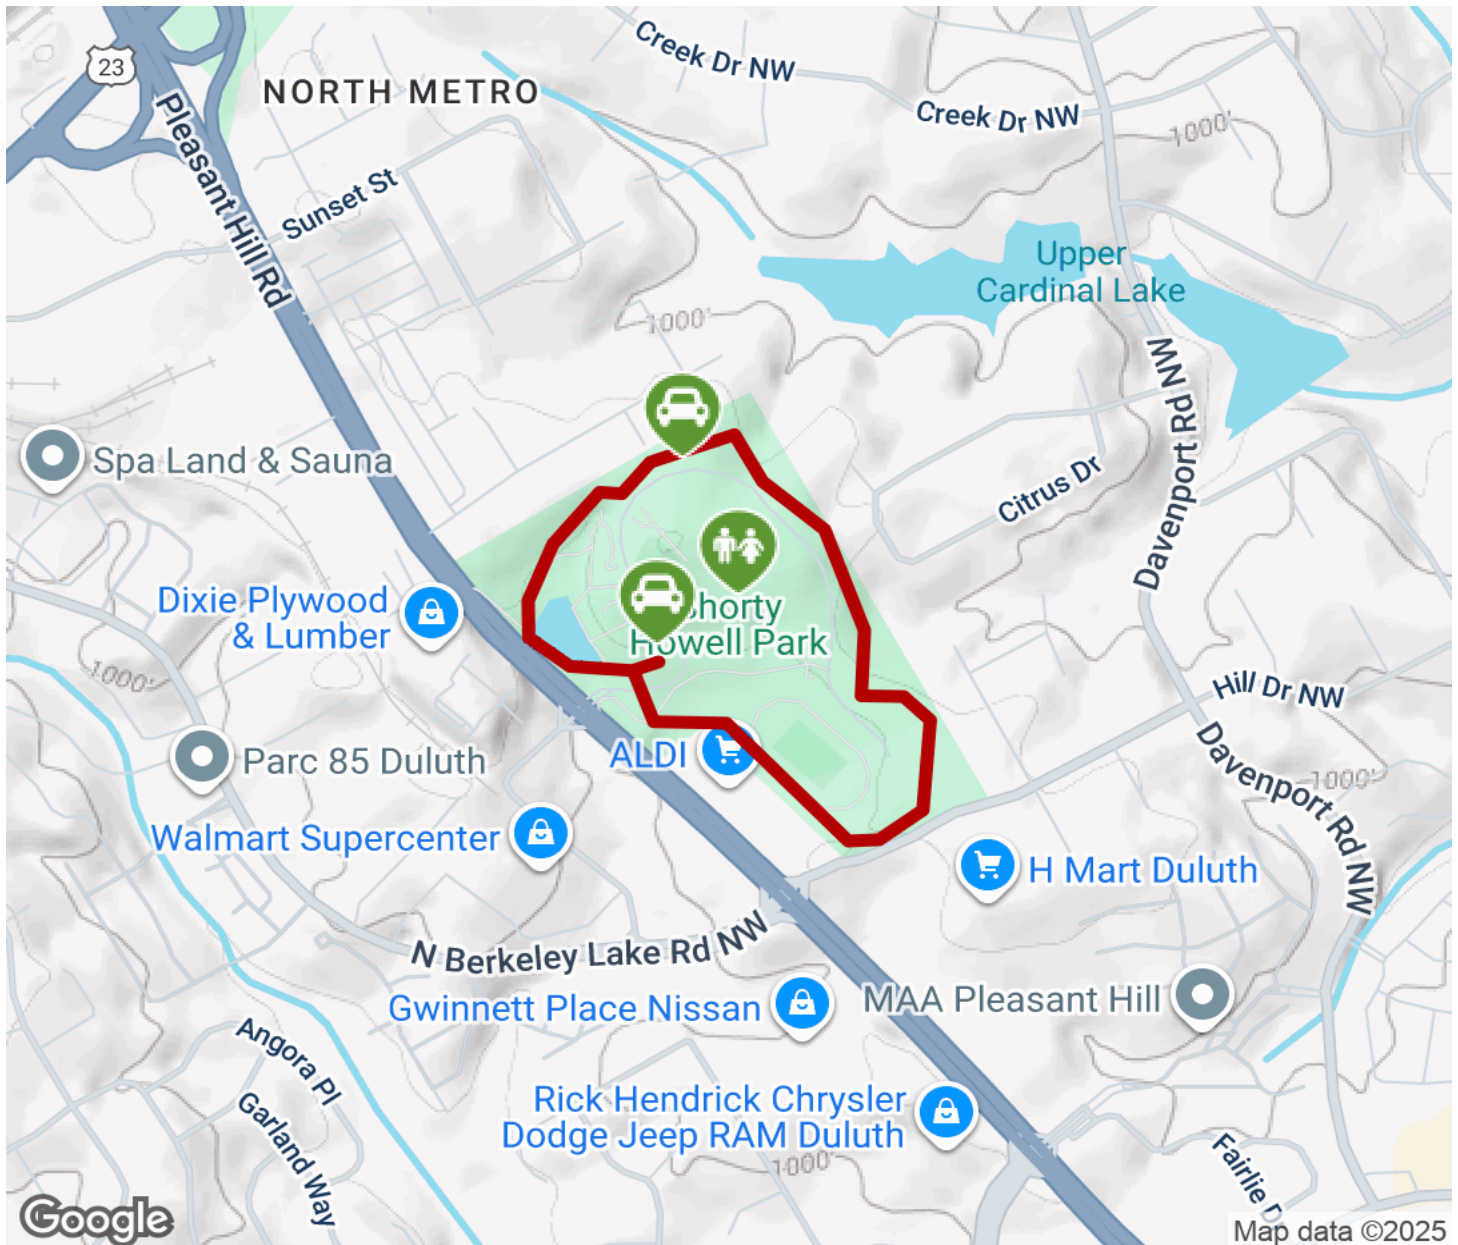 Creek Dr NW
23
NORTH METRO
Creek Dr NW
1000'
Pleasant Hill Rd
Sunset St
Upper
Cardinal Lake
1000'
Davenport Rd NW
Spa Land & Sauna
Citrus Dr
Dixie Plywood
& Lumber
Shorty
Howell Park
1000'
Hill Dr NW
ALDI
Parc 85 Duluth
Davenport Rd NW
1000'
Walmart Supercenter
H Mart Duluth
N Berkeley Lake Rd NW
Gwinnett Place Nissan
MAA Pleasant Hill
Angora Pl
Rick Hendrick Chrysler
Dodge Jeep RAM Duluth
Garland Way
1000'
Fairlie D
Google
Map data ©2025